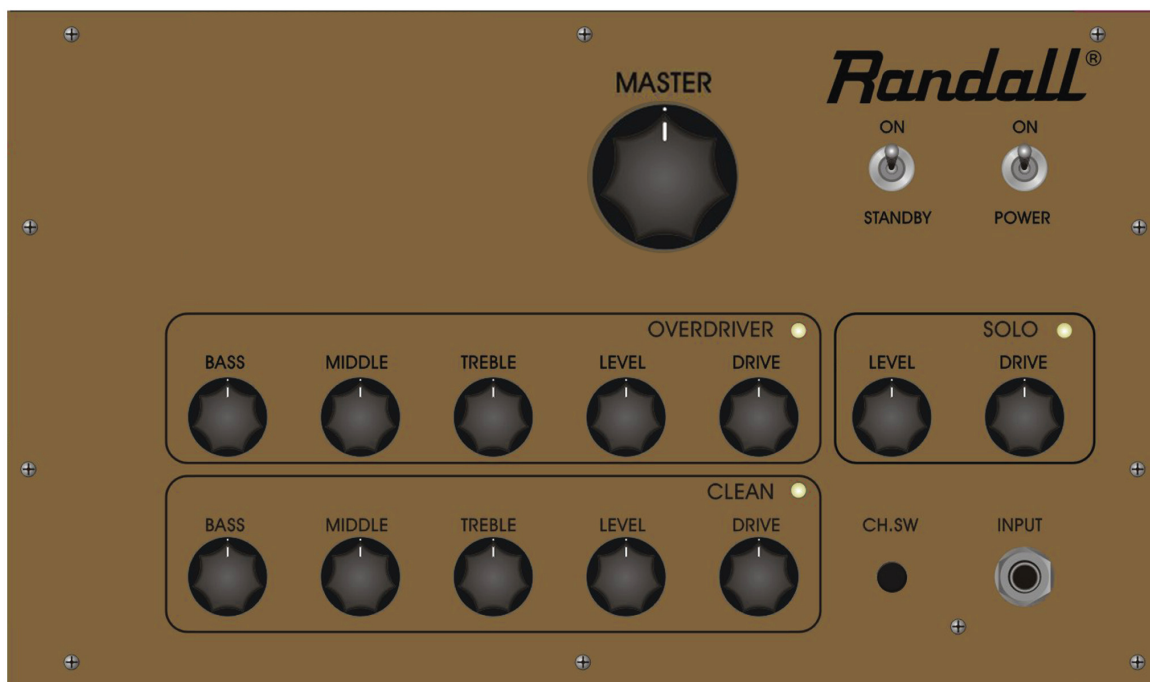 Randall®
MASTER
ON ON
STANDBY POWER
OVERDRIVER SOLO
BASS MIDDLE TREBLE LEVEL DRIVE LEVEL DRIVE
CLEAN
BASS MIDDLE TREBLE LEVEL DRIVE CH.SW INPUT